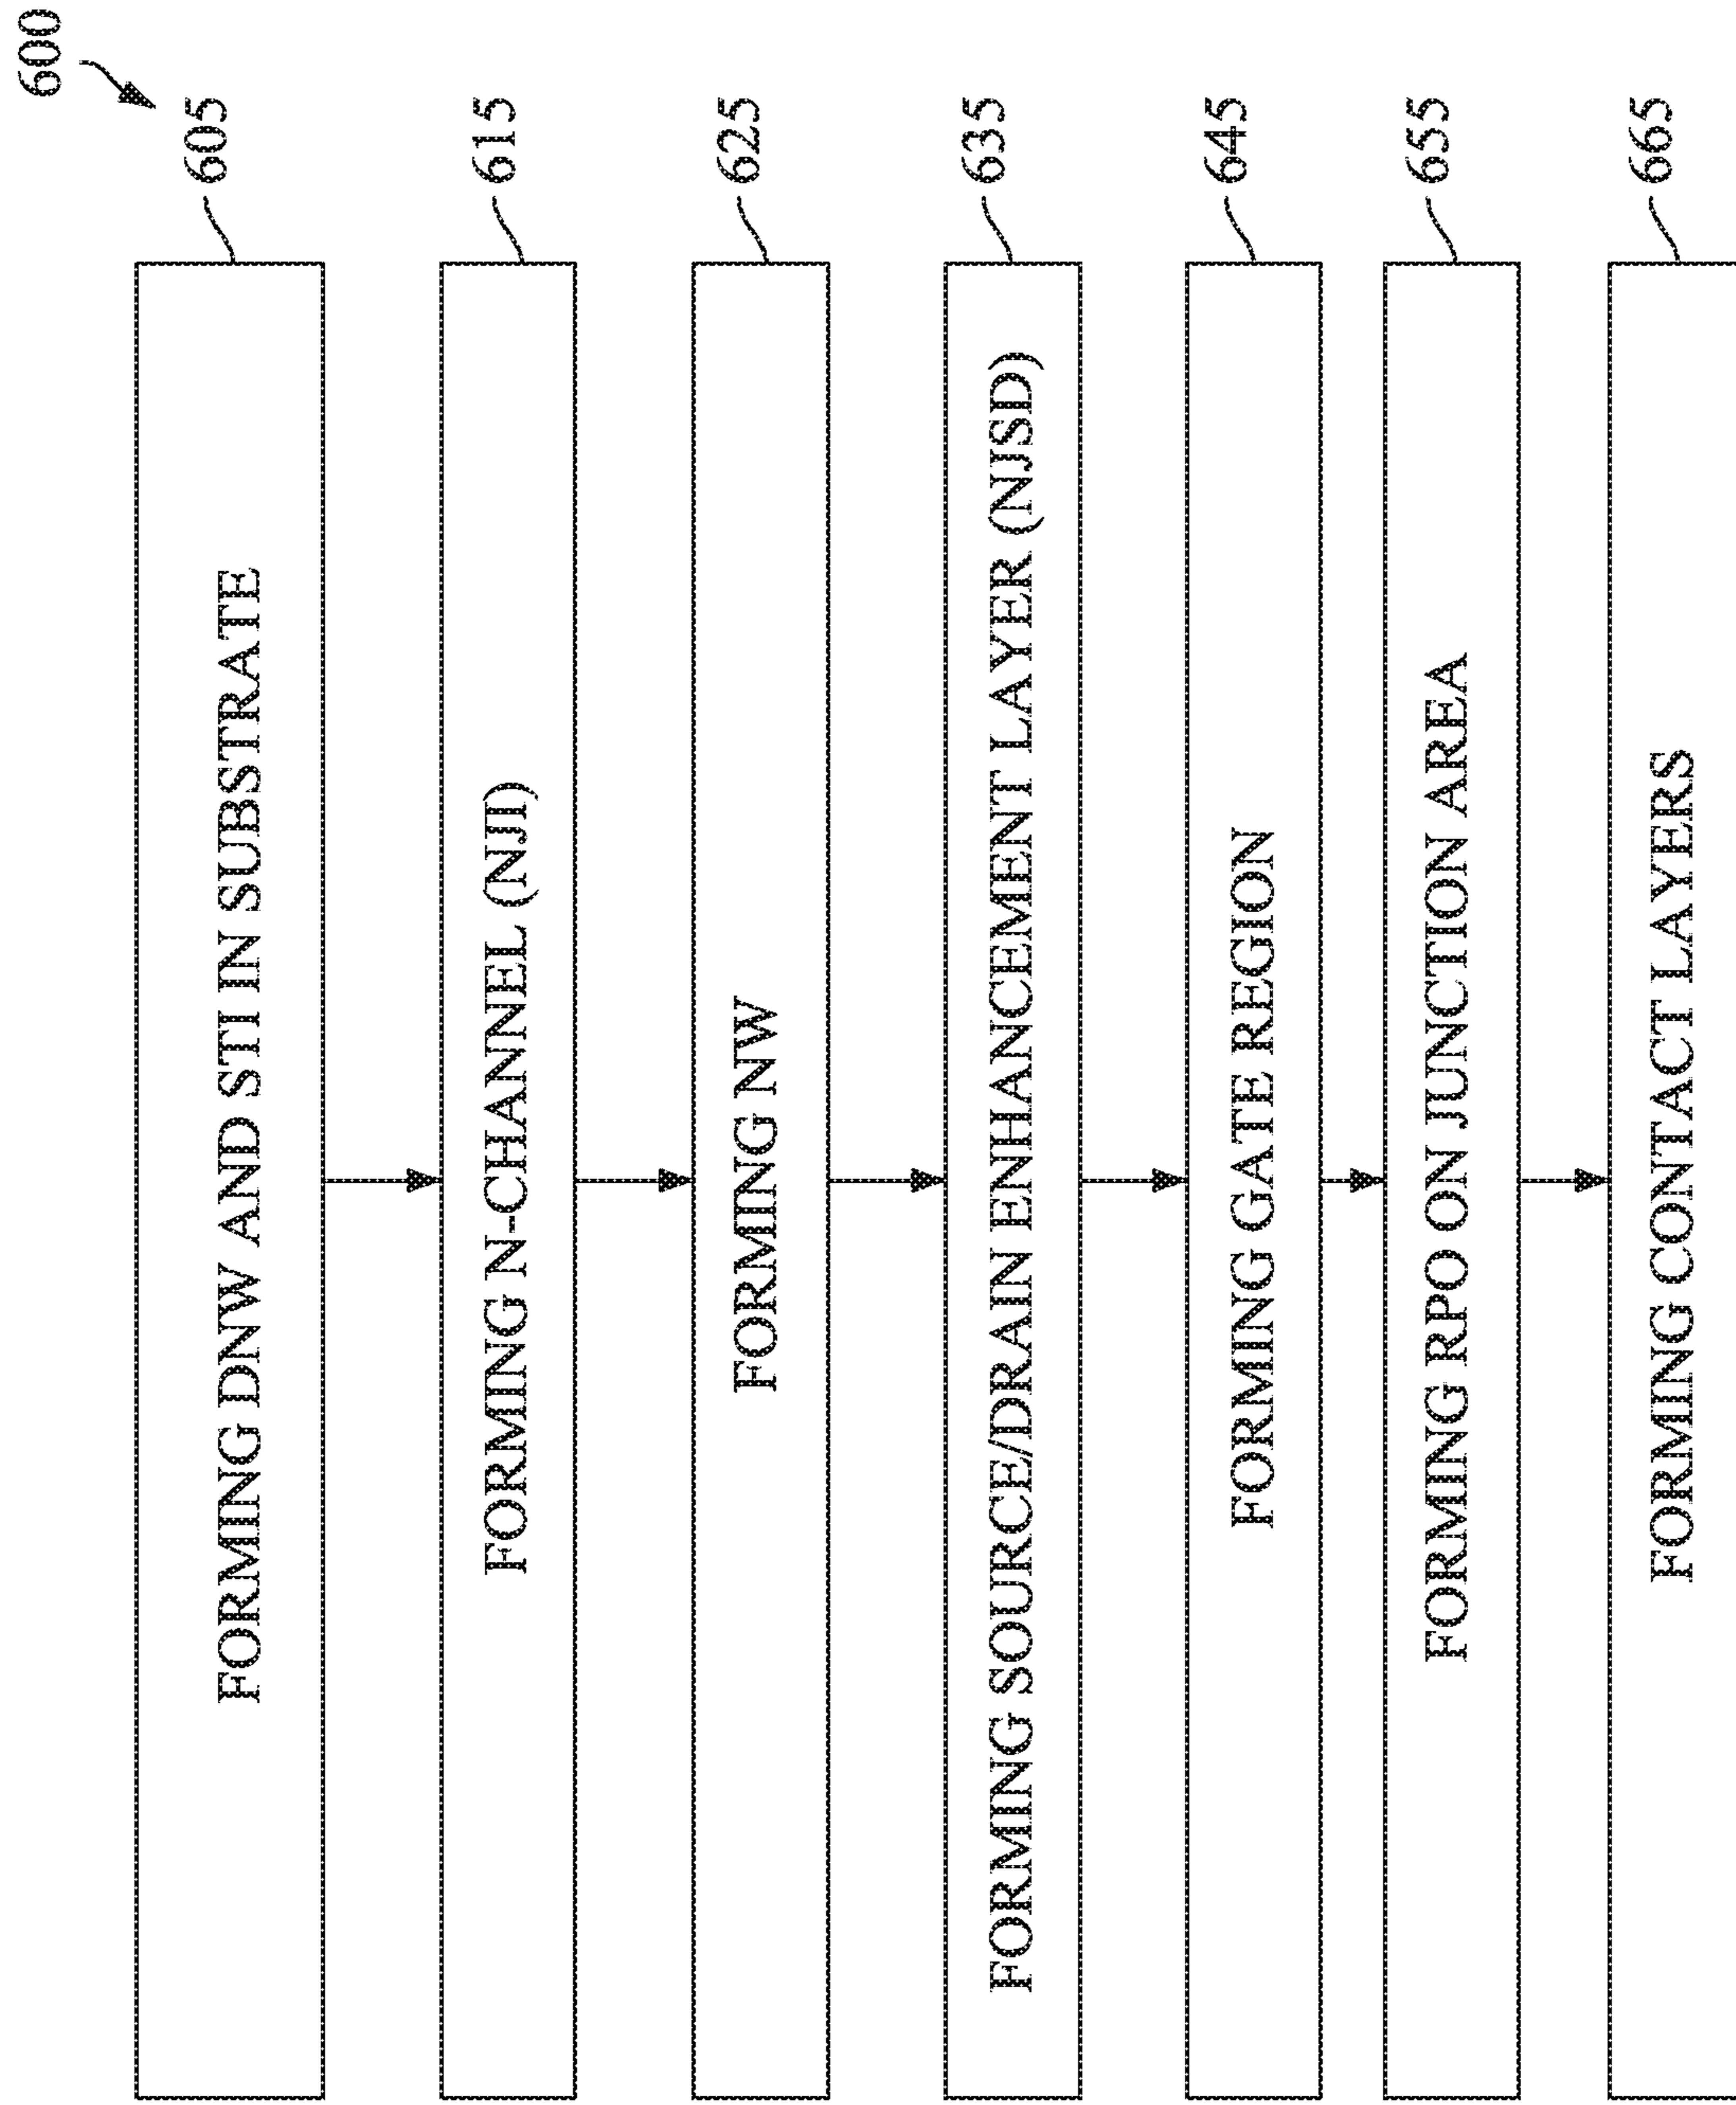 600
FORMING DNW AND STI IN SUBSTRATE
605
FORMING N-CHANNEL (NJI)
615
FORMING NW
625
FORMING SOURCE/DRAIN ENHANCEMENT LAYER (NJSD)
635
FORMING GATE REGION
645
FORMING RPO ON JUNCTION AREA
655
FORMING CONTACT LAYERS
665